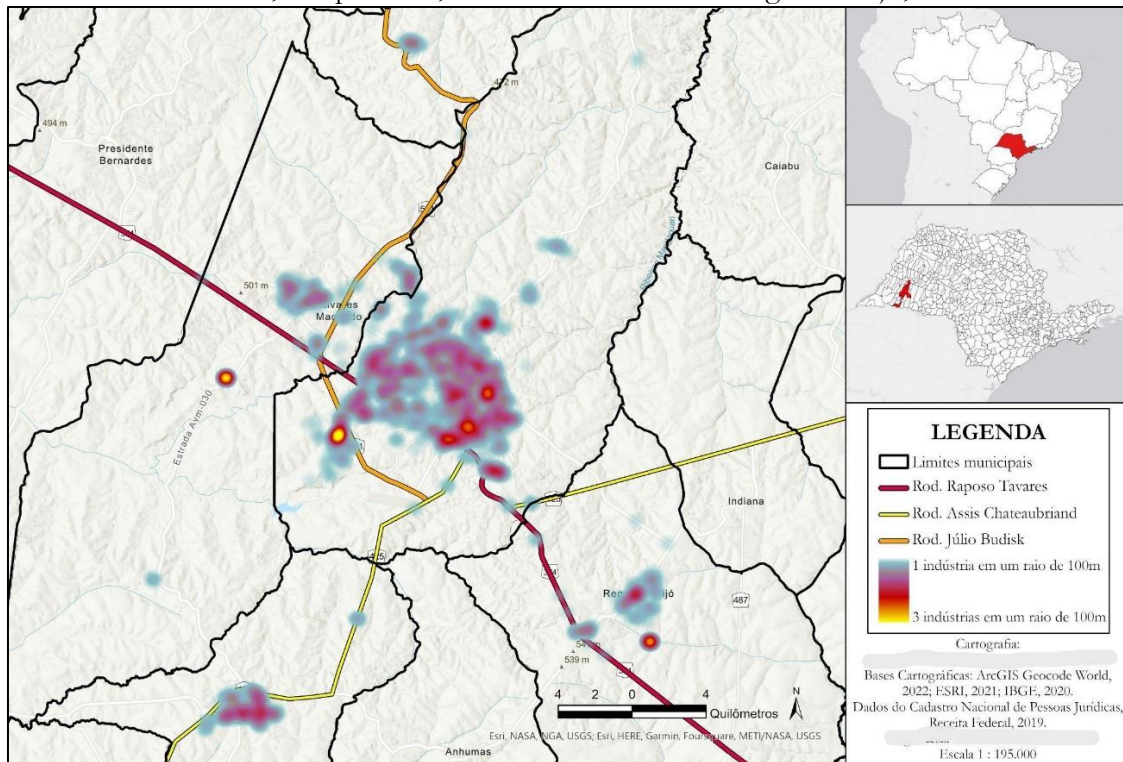 494 m
Presidente
Bernardes
472 m
Caiabu
501 m
Estrada Avm-030
Indiana
487
539 m
4 2 0 4
Quilômetros
N
Esri, NASA, NGA, USGS; Esri, HERE, Garmin, Foursquare, METI/NASA, USGS
Anhumas
LEGENDA
Limites municipais
Rod. Raposo Tavares
Rod. Assis Chateaubriand
Rod. Júlio Budisk
1 indústria em um raio de 100m
3 indústrias em um raio de 100m
Cartografia:
Bases Cartográficas: ArcGIS Geocode World,
2022; ESRI, 2021; IBGE, 2020.
Dados do Cadastro Nacional de Pessoas Jurídicas,
Receita Federal, 2019.
Escala 1 : 195.000